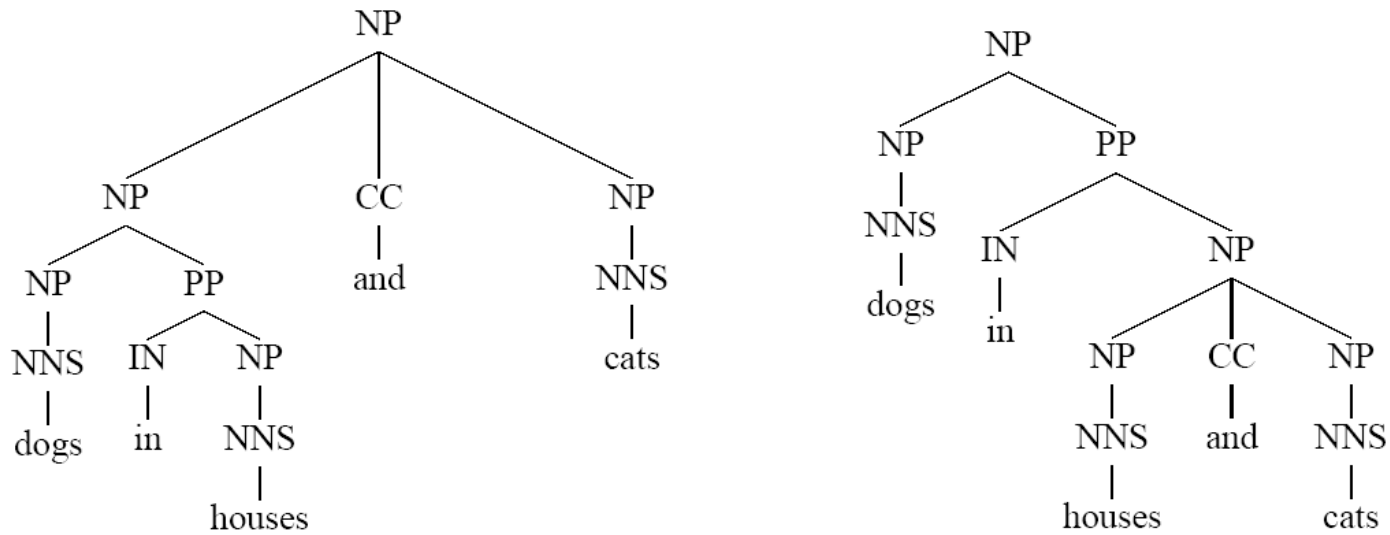 NP
NP CC NP
NP PP and NNS
NNS IN NP cats
dogs in NNS
houses
NP
NP PP
NNS IN NP
dogs in NP CC NP
NNS and NNS
houses cats